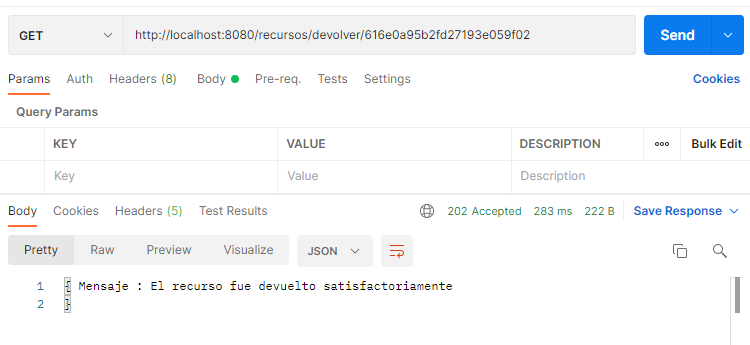 GET http://localhost:8080/recursos/devolver/616e0a95b2fd27193e059f02 Send
Params Auth Headers (8) Body Pre-req. Tests Settings Cookies
Query Params
KEY VALUE DESCRIPTION ooo Bulk Edit
Key Value Description
Body Cookies Headers (5) Test Results 202 Accepted 283 ms 222 B Save Response
Pretty Raw Preview Visualize JSON
1 { Mensaje : El recurso fue devuelto satisfactoriamente
2 }